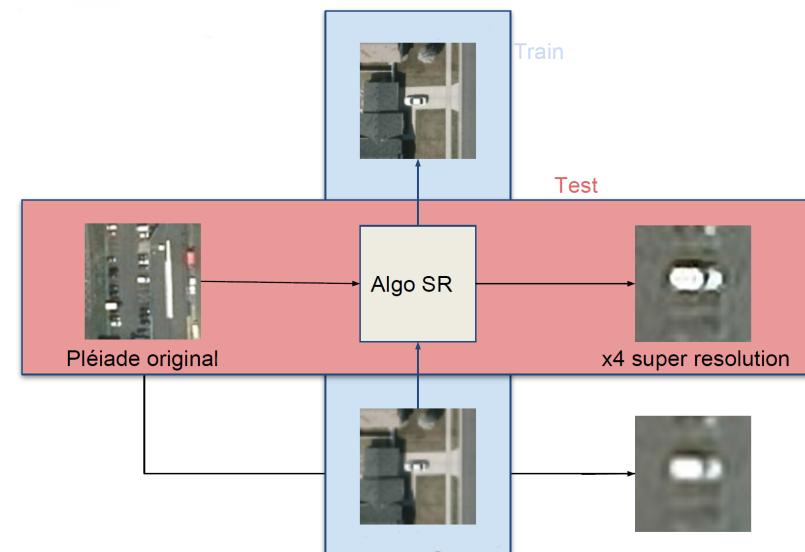 Train
Test
Algo SR
Pléiade original
x4 super resolution